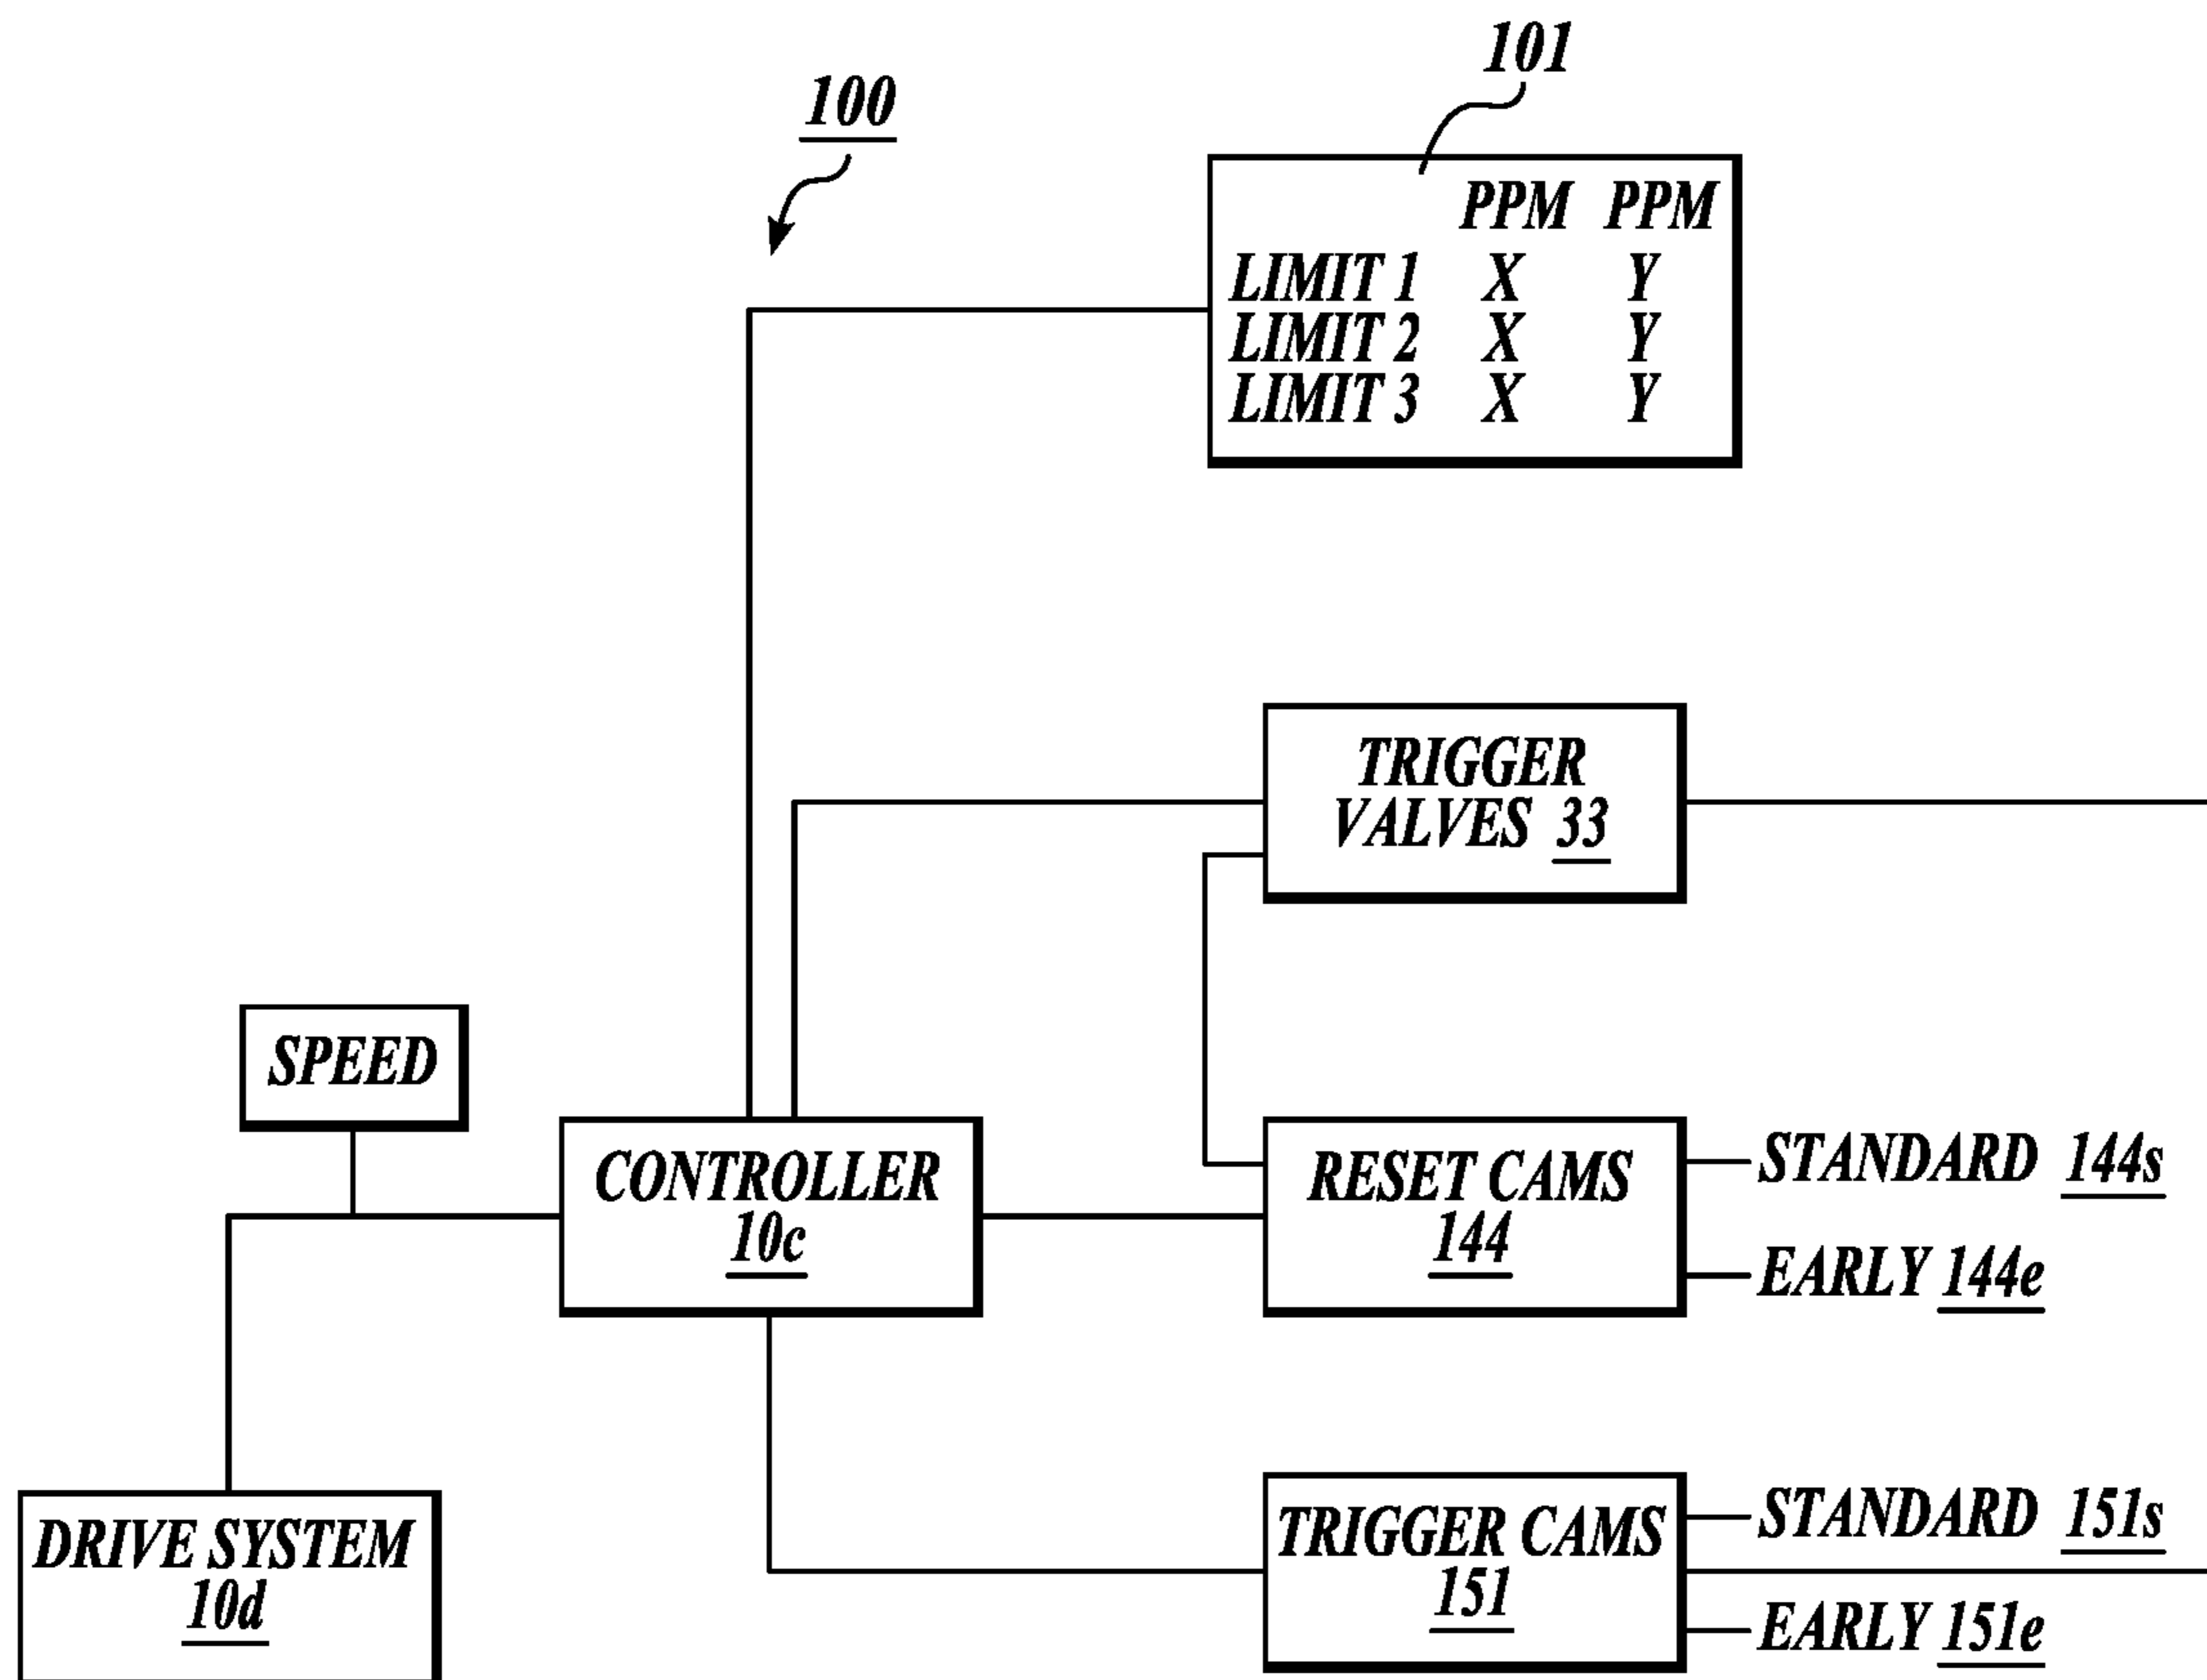 101
100
PPM PPM
LIMIT 1 X Y
LIMIT 2 X Y
LIMIT 3 X Y
TRIGGER
VALVES 33
SPEED
CONTROLLER
10c
RESET CAMS
144
STANDARD 144s
EARLY 144e
DRIVE SYSTEM
10d
TRIGGER CAMS
151
STANDARD 151s
EARLY 151e